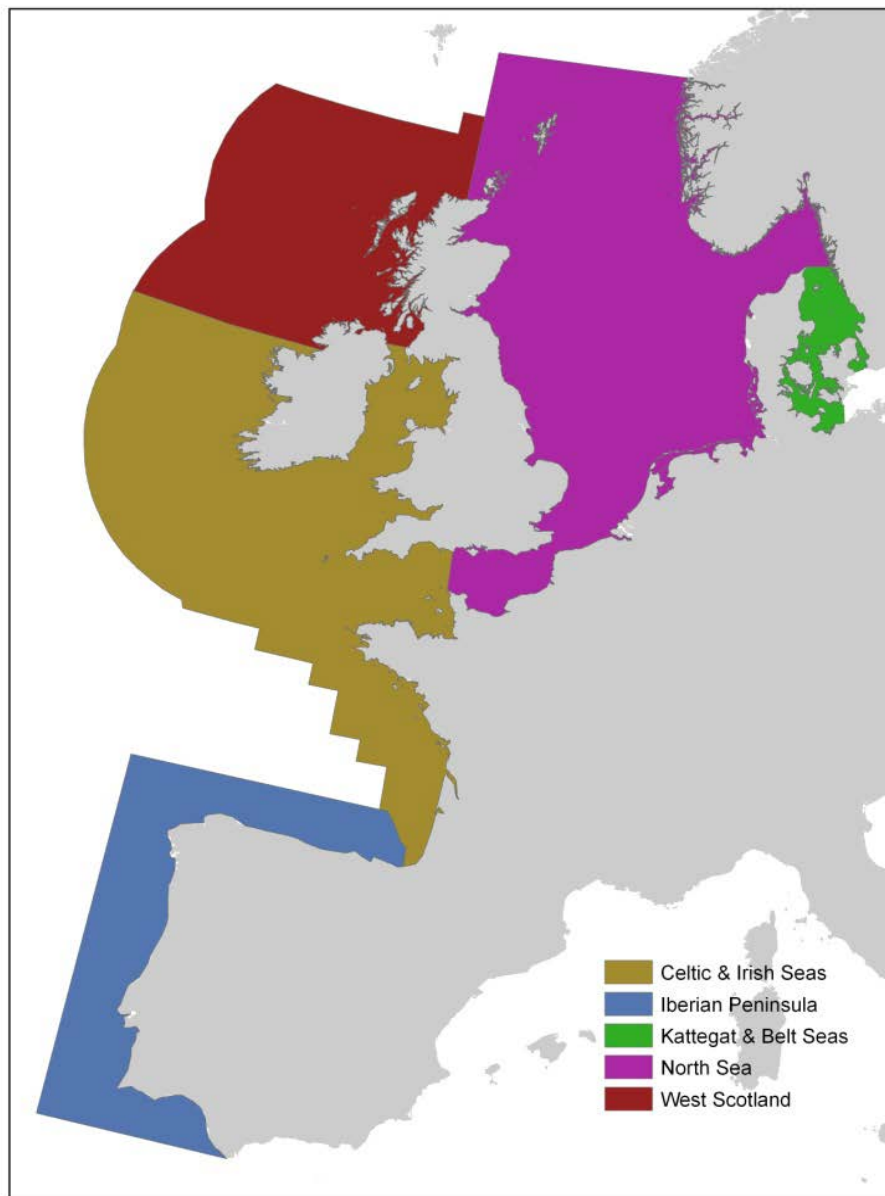 Celtic & Irish Seas
Iberian Peninsula
Kattegat & Belt Seas
North Sea
West Scotland